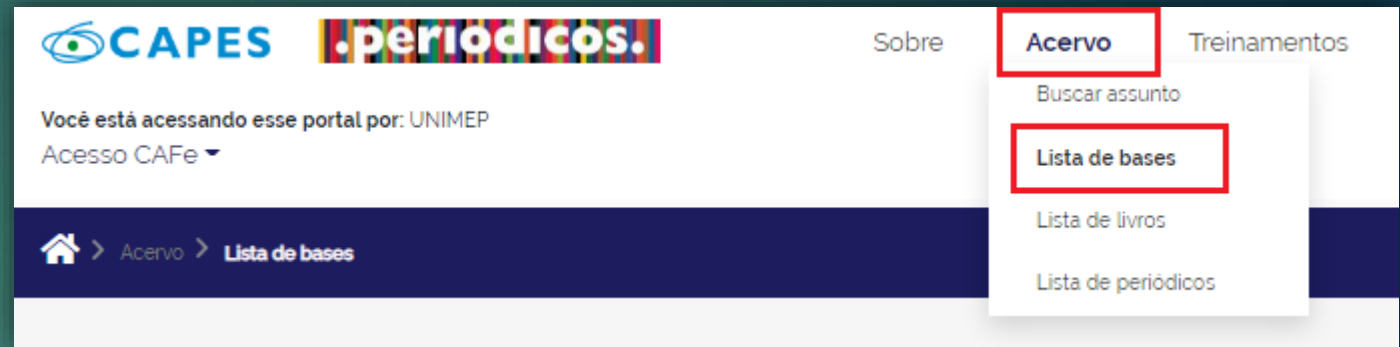 CAPES .periodicos. Sobre Acervo Treinamentos
Buscar assunto
Você está acessando esse portal por: UNIMEP
Acesso CAFe
Lista de bases
Lista de livros
Acervo > Lista de bases
Lista de periódicos